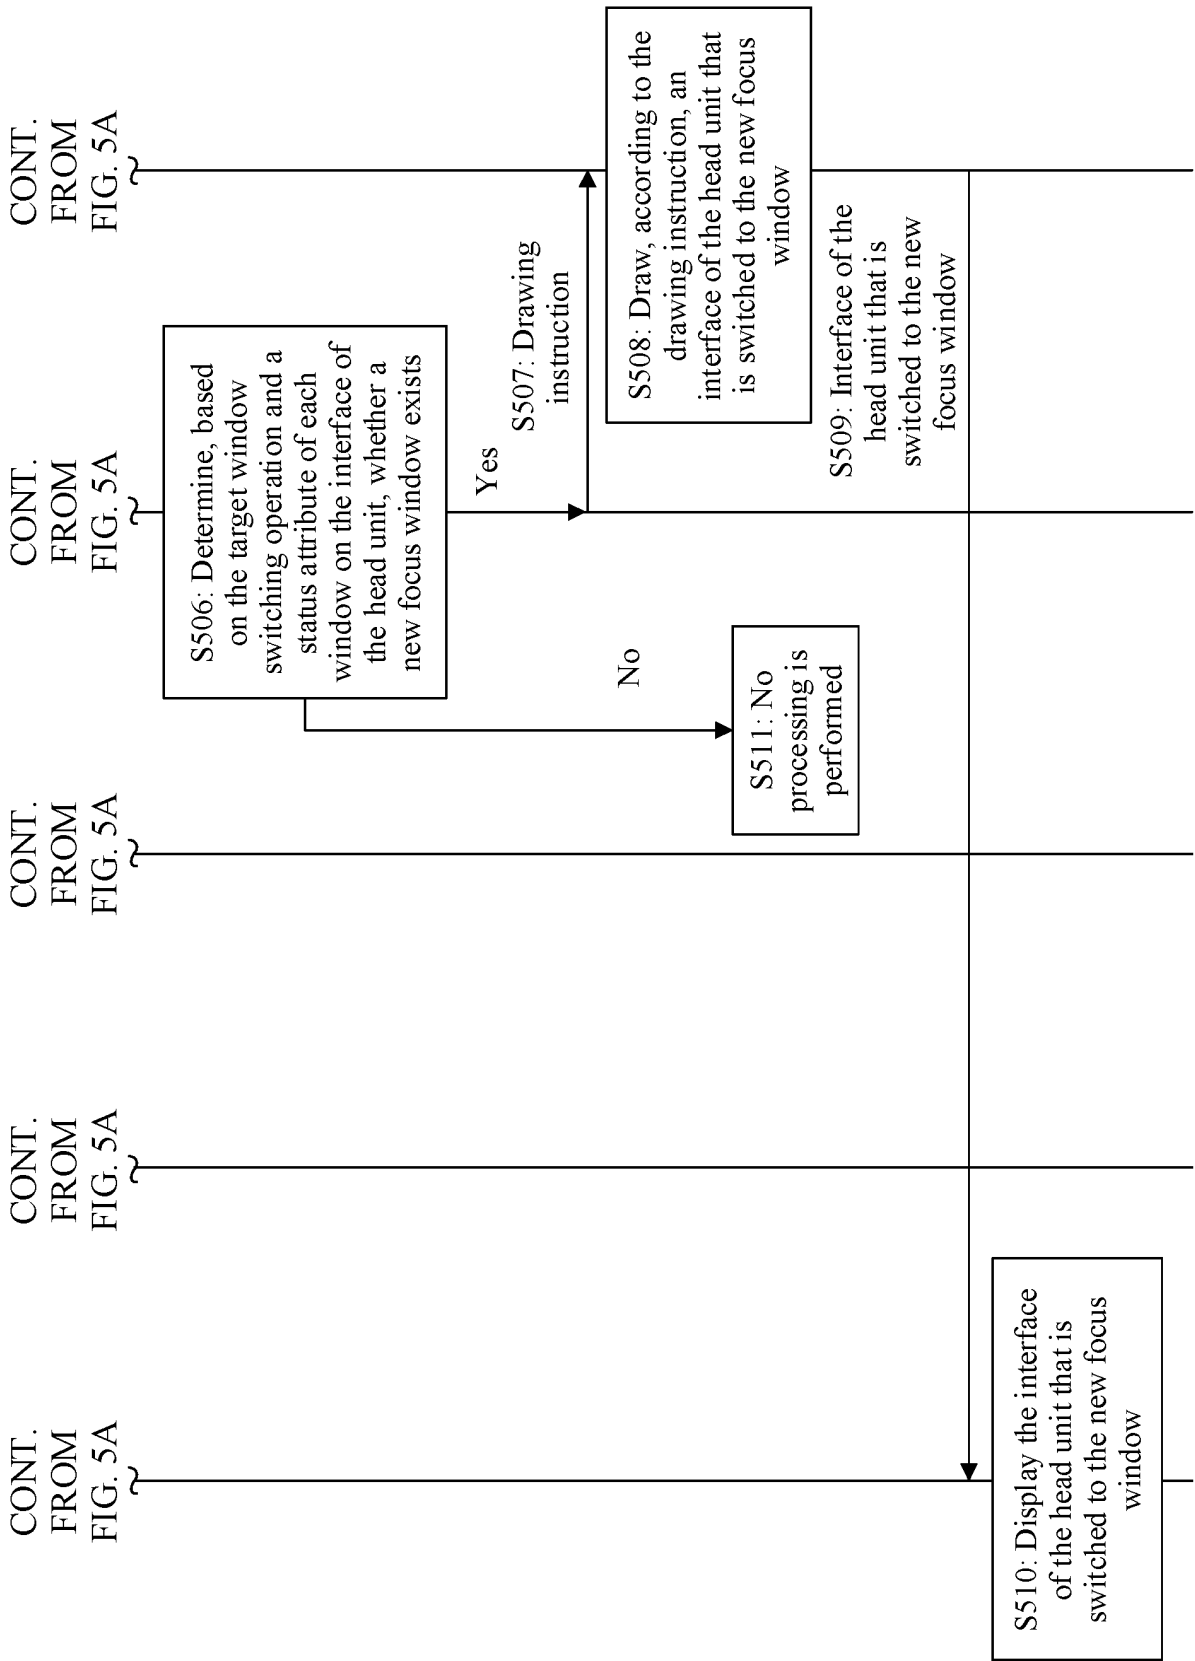 CONT.
FROM
FIG. 5A
CONT.
FROM
FIG. 5A
CONT.
FROM
FIG. 5A
CONT.
FROM
FIG. 5A
CONT.
FROM
FIG. 5A
S506: Determine, based
on the target window
switching operation and a
status attribute of each
window on the interface of
the head unit, whether a
new focus window exists
Yes
No
S507: Drawing
instruction
S508: Draw, according to the
drawing instruction, an
interface of the head unit that
is switched to the new focus
window
S511: No
processing is
performed
S509: Interface of the
head unit that is
switched to the new
focus window
S510: Display the interface
of the head unit that is
switched to the new focus
window